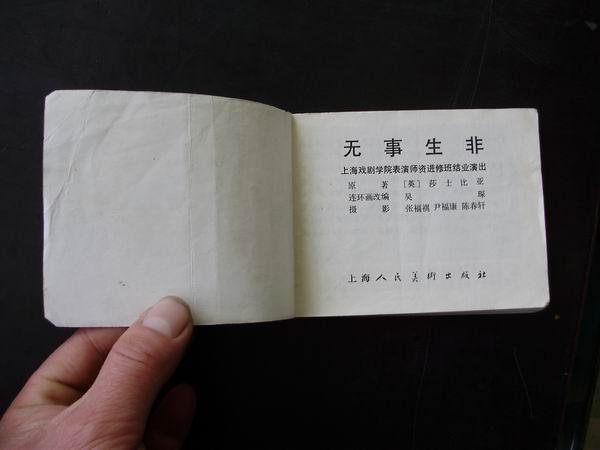 无事生非
上海戏剧学院表演师资进修班结业演出
原著 [英] 莎士比亚
连环画改编 吴琛
摄影 张福祺 尹福康 陈春轩
上海人民美術出版社